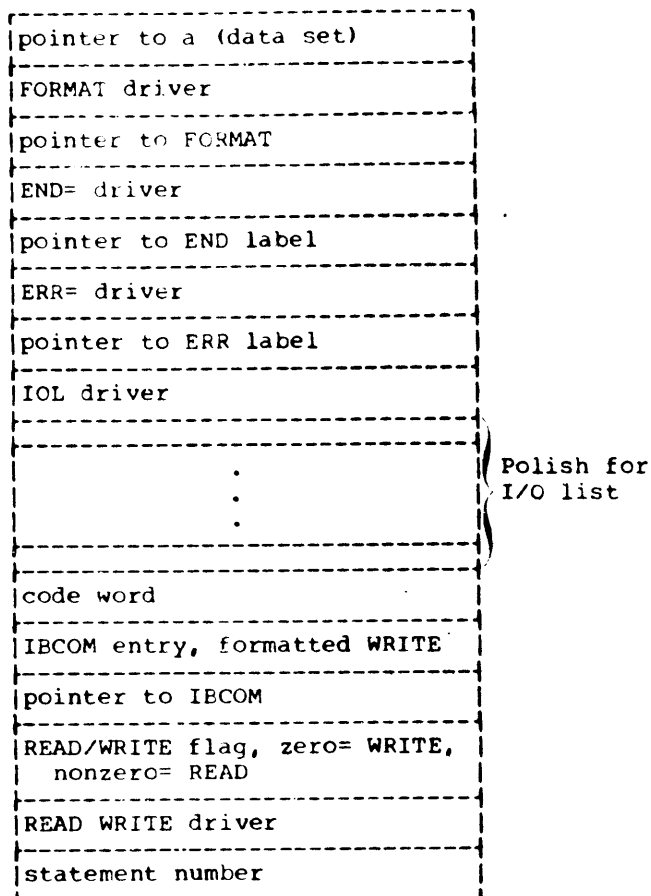 pointer to a (data set)
FORMAT driver
pointer to FORMAT
END= driver
pointer to END label
ERR= driver
pointer to ERR label
IOL driver
Polish for
I/O list
code word
IBCOM entry, formatted WRITE
pointer to IBCOM
READ/WRITE flag, zero= WRITE,
nonzero= READ
READ WRITE driver
statement number